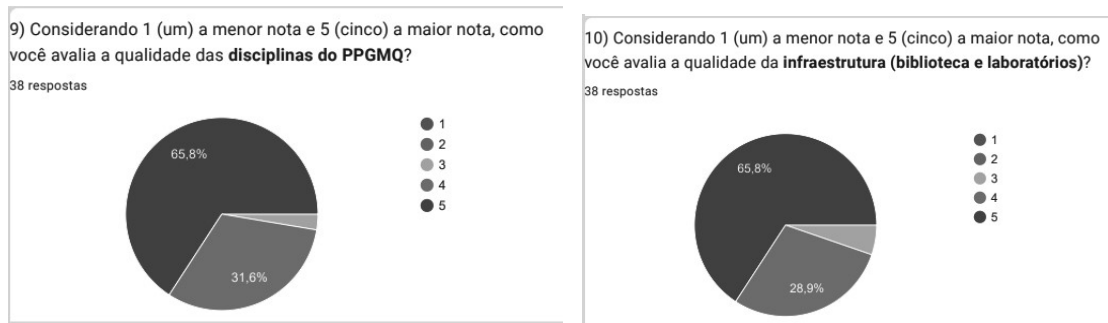 9) Considerando 1 (um) a menor nota e 5 (cinco) a maior nota, como
você avalia a qualidade das disciplinas do PPGMQ?
38 respostas
65,8%
31,6%
1
2
3
4
5
10) Considerando 1 (um) a menor nota e 5 (cinco) a maior nota, como
você avalia a qualidade da infraestrutura (biblioteca e laboratórios)?
38 respostas
65,8%
28,9%
1
2
3
4
5